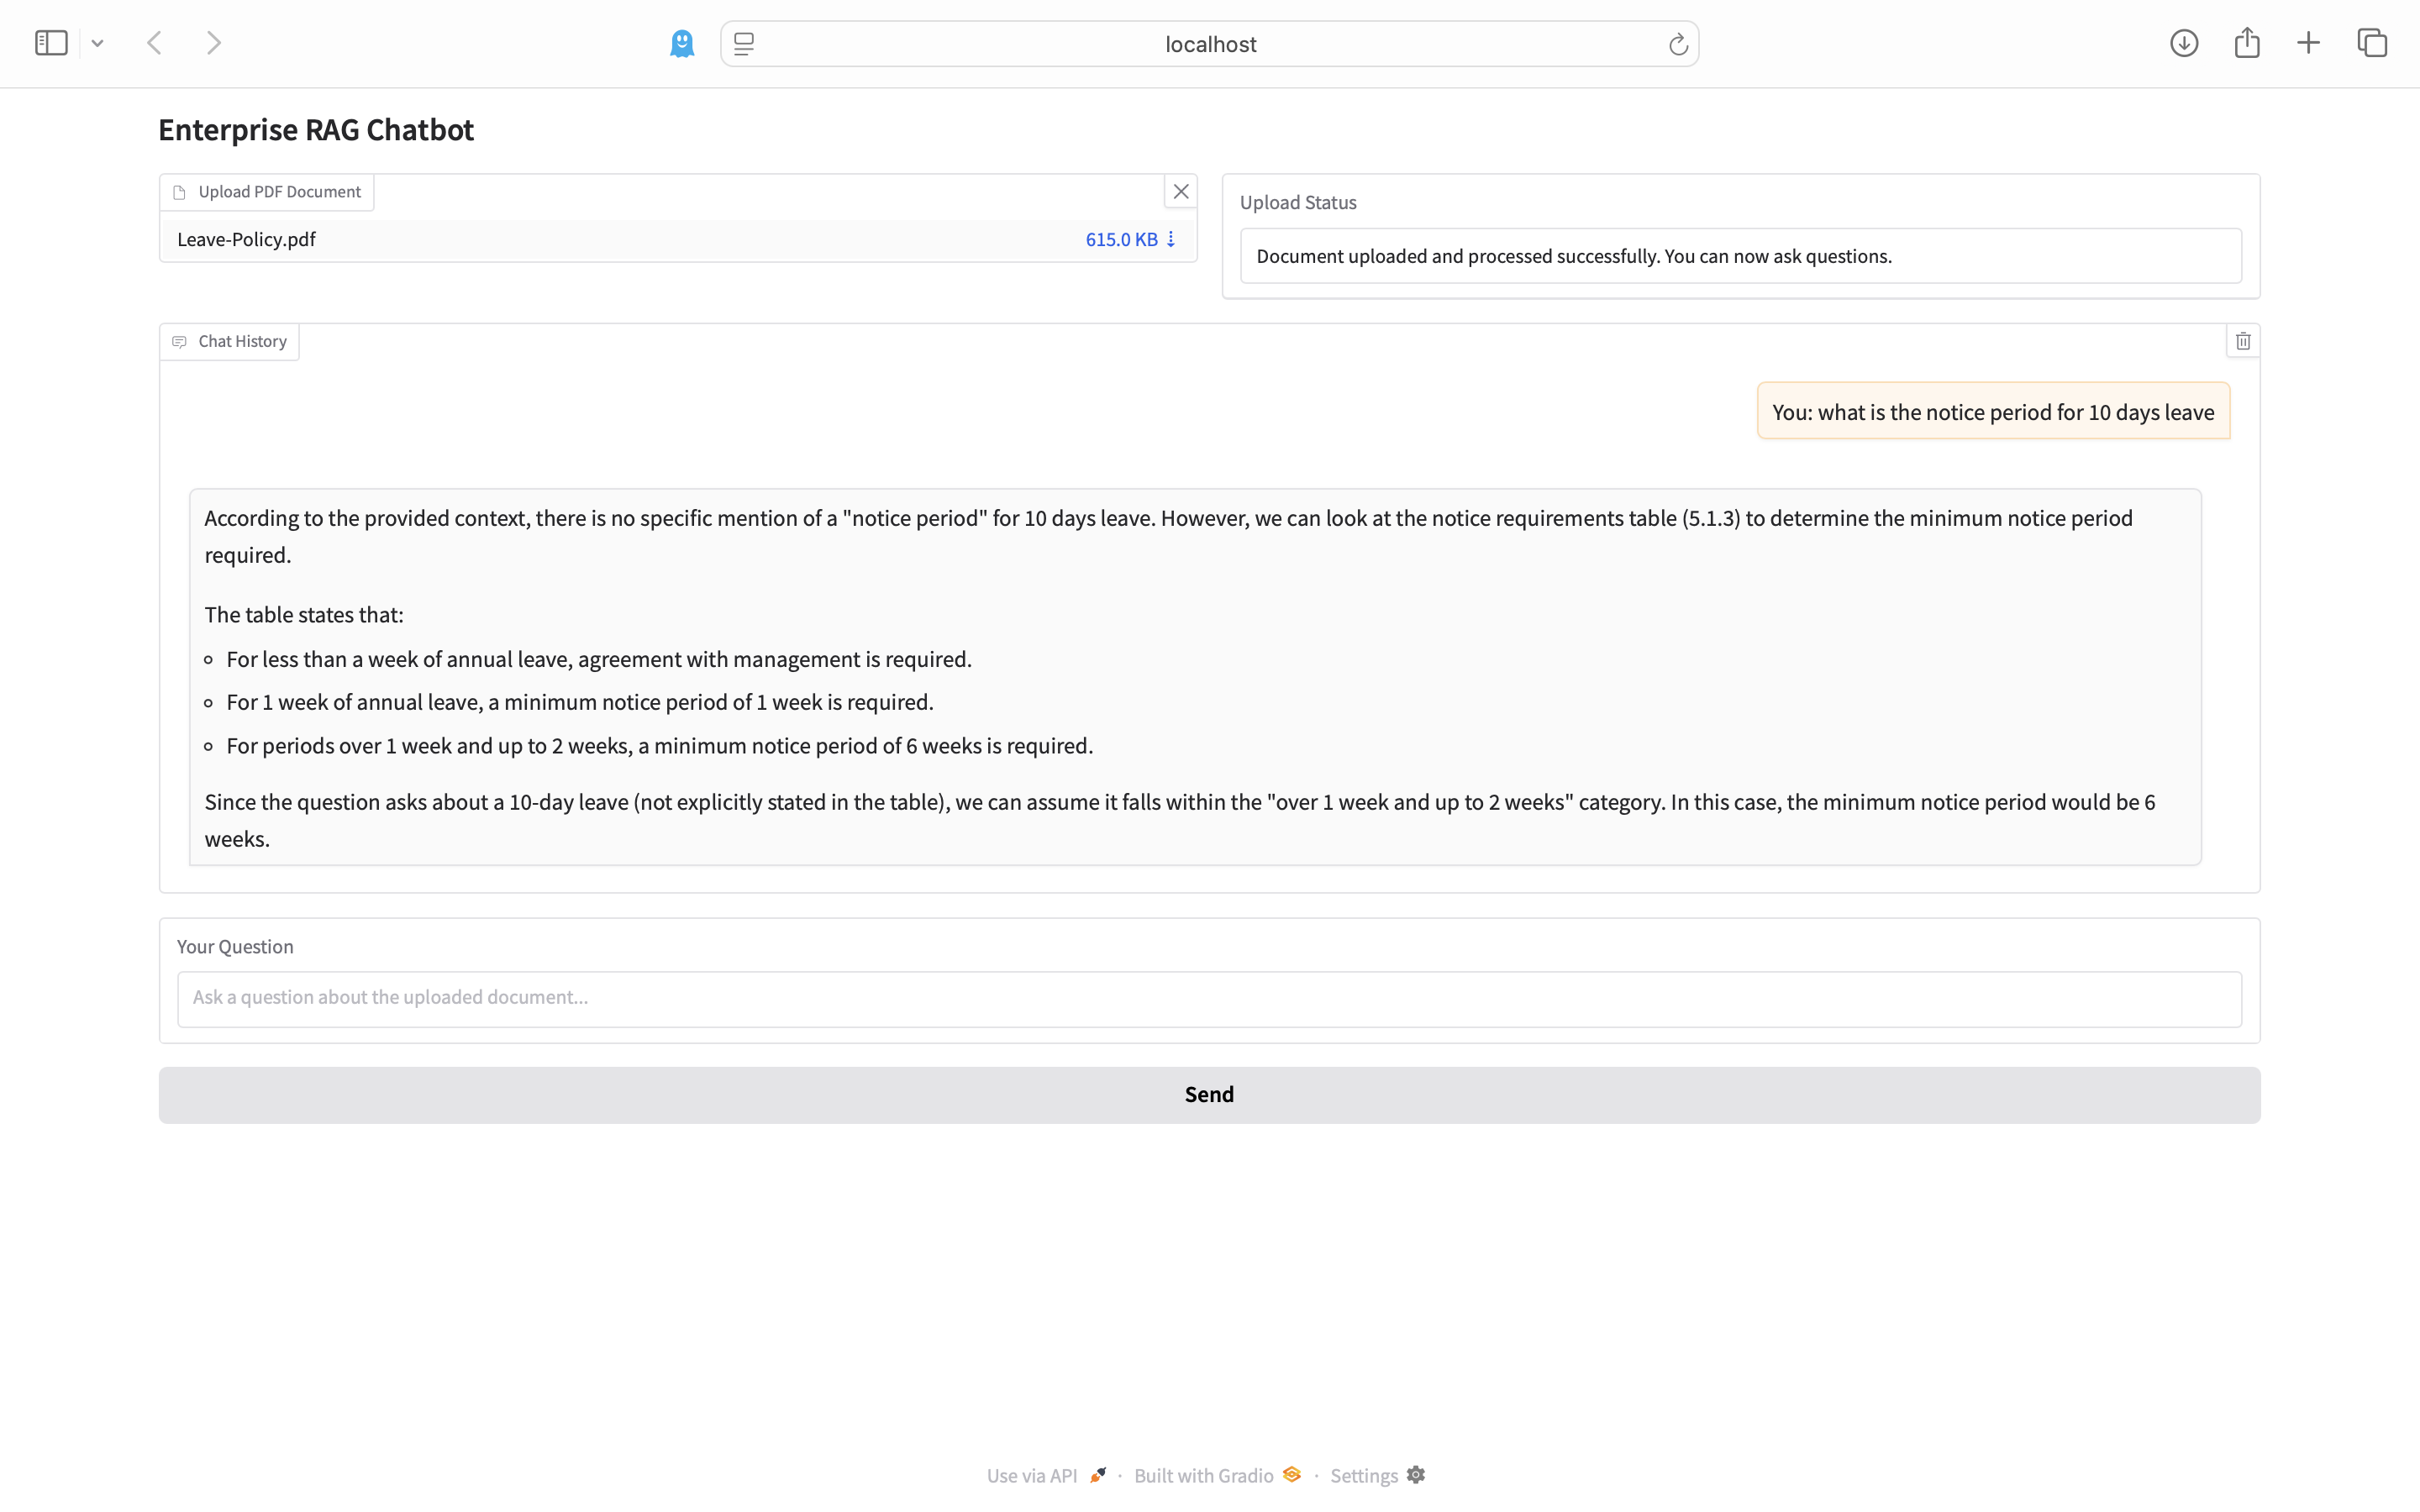 localhost
Enterprise RAG Chatbot
Upload PDF Document
Leave-Policy.pdf
615.0 KB ⇣
Upload Status
Document uploaded and processed successfully. You can now ask questions.
Chat History
You: what is the notice period for 10 days leave
According to the provided context, there is no specific mention of a "notice period" for 10 days leave. However, we can look at the notice requirements table (5.1.3) to determine the minimum notice period
required.
The table states that:
For less than a week of annual leave, agreement with management is required.
For 1 week of annual leave, a minimum notice period of 1 week is required.
For periods over 1 week and up to 2 weeks, a minimum notice period of 6 weeks is required.
Since the question asks about a 10-day leave (not explicitly stated in the table), we can assume it falls within the "over 1 week and up to 2 weeks" category. In this case, the minimum notice period would be 6
weeks.
Your Question
Ask a question about the uploaded document...
Send
Use via API · Built with Gradio · Settings